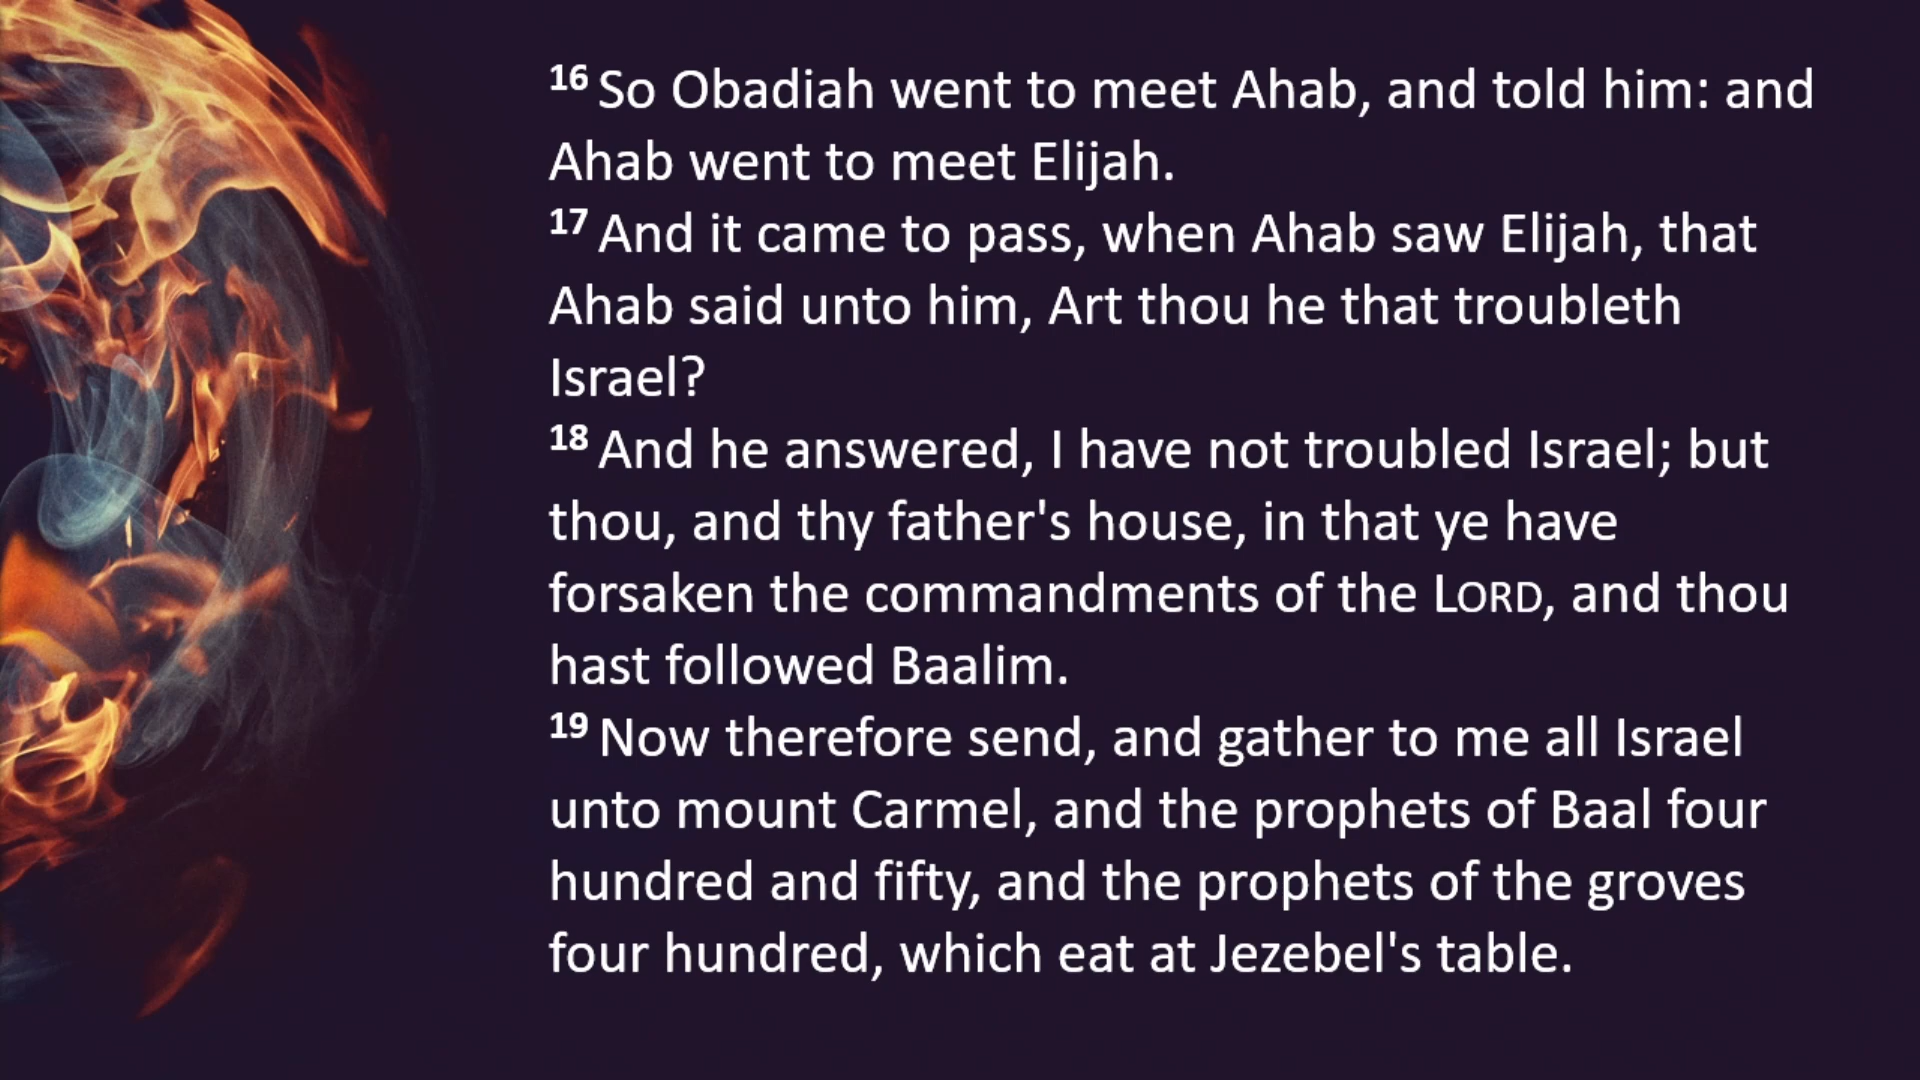 16 So Obadiah went to meet Ahab, and told him: and
Ahab went to meet Elijah.
17 And it came to pass, when Ahab saw Elijah, that
Ahab said unto him, Art thou he that troubleth
Israel?
18 And he answered, I have not troubled Israel; but
thou, and thy father's house, in that ye have
forsaken the commandments of the LORD, and thou
hast followed Baalim.
19 Now therefore send, and gather to me all Israel
unto mount Carmel, and the prophets of Baal four
hundred and fifty, and the prophets of the groves
four hundred, which eat at Jezebel's table.